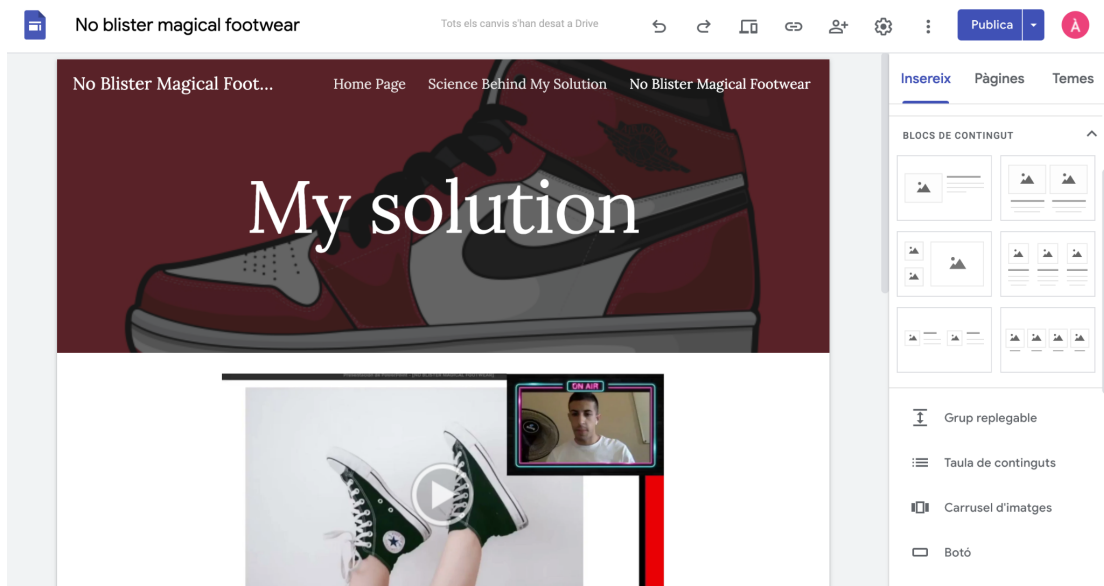 No blister magical footwear
Tots els canvis s'han desat a Drive
Publica
À
No Blister Magical Foot...
Home Page
Science Behind My Solution
No Blister Magical Footwear
My solution
ON AIR
Insereix
Pàgines
Temes
BLOCS DE CONTINGUT
Grup replegable
Taula de continguts
Carrusel d'imatges
Botó